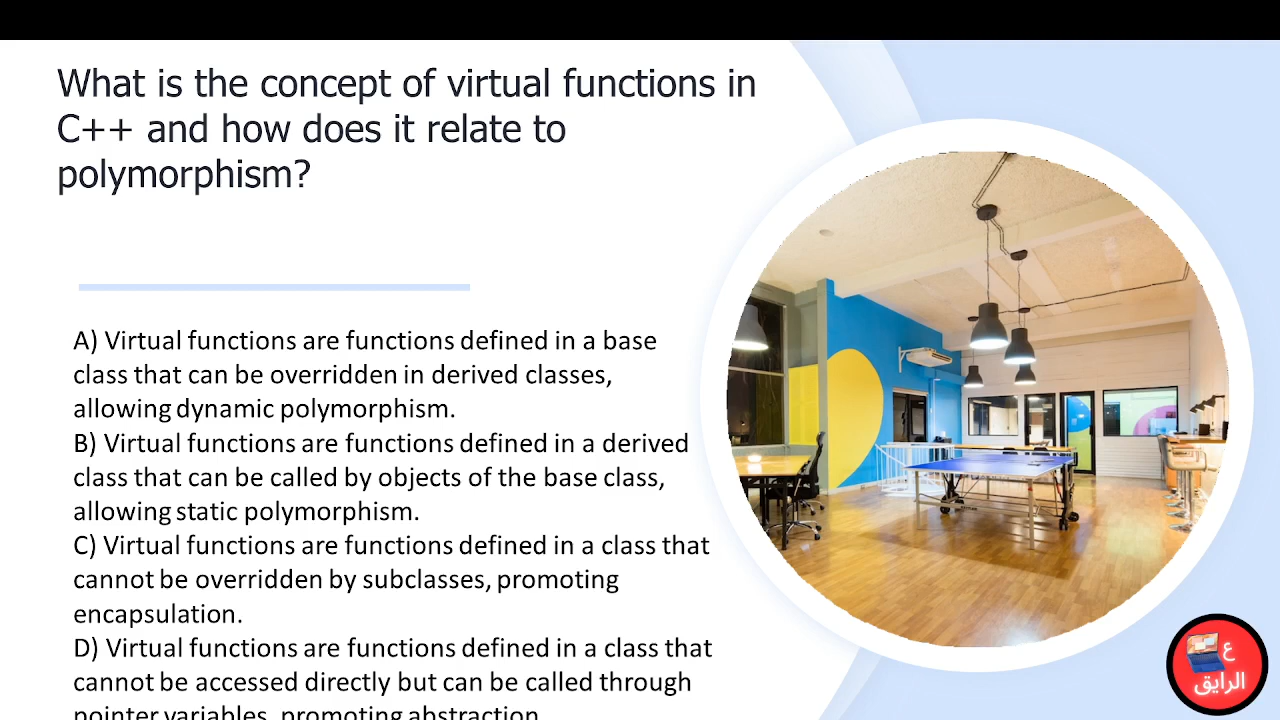 What is the concept of virtual functions in
C++ and how does it relate to
polymorphism?
A) Virtual functions are functions defined in a base
class that can be overridden in derived classes,
allowing dynamic polymorphism.
B) Virtual functions are functions defined in a derived
class that can be called by objects of the base class,
allowing static polymorphism.
C) Virtual functions are functions defined in a class that
cannot be overridden by subclasses, promoting
encapsulation.
D) Virtual functions are functions defined in a class that
cannot be accessed directly but can be called through
pointer variables, promoting abstraction.
ع
الرايق